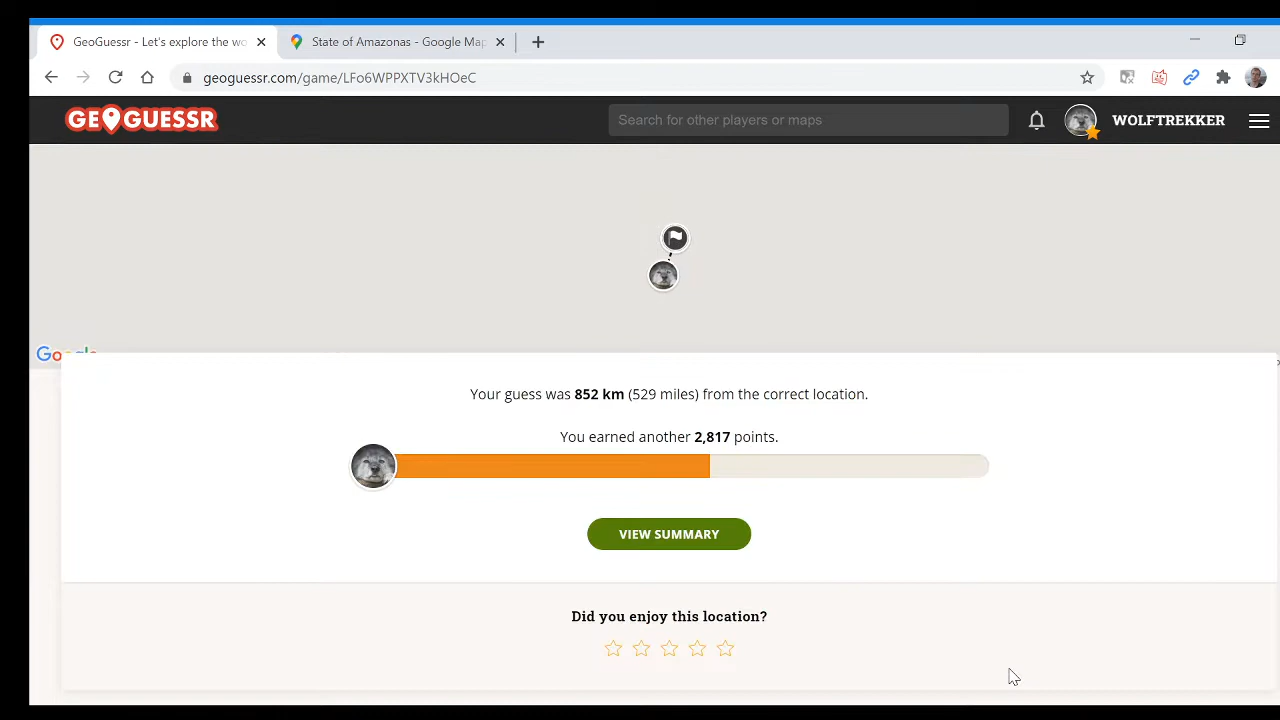 GeoGuessr - Let's explore the wo
State of Amazonas - Google Map
geoguessr.com/game/LFo6WPPXTV3kHOeC
GEOGUESSR
Search for other players or maps
WOLFTREKKER
Your guess was 852 km (529 miles) from the correct location.
You earned another 2,817 points.
VIEW SUMMARY
Did you enjoy this location?